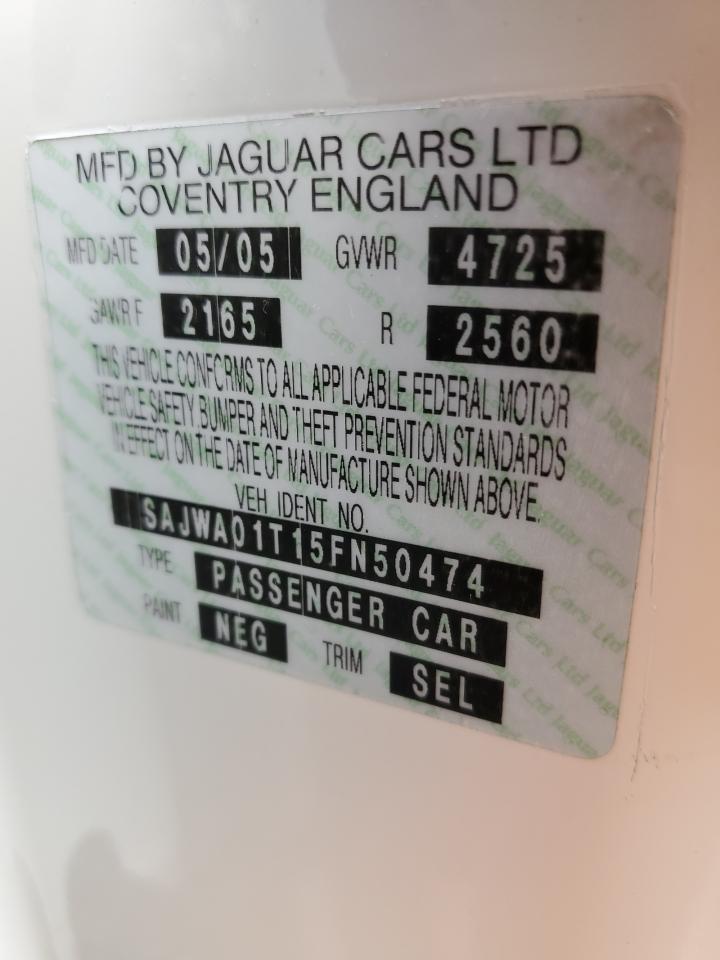 MFD BY JAGUAR CARS LTD
COVENTRY ENGLAND
MFD DATE 05/05 GVWR 4725
GAWR F 2165 R 2560
THIS VEHICLE CONFORMS TO ALL APPLICABLE FEDERAL MOTOR
VEHICLE SAFETY BUMPER AND THEFT PREVENTION STANDARDS
IN EFFECT ON THE DATE OF MANUFACTURE SHOWN ABOVE.
VEH IDENT NO.
SAJWA01T15FN50474
TYPE PASSENGER CAR
PAINT NEG TRIM SEL